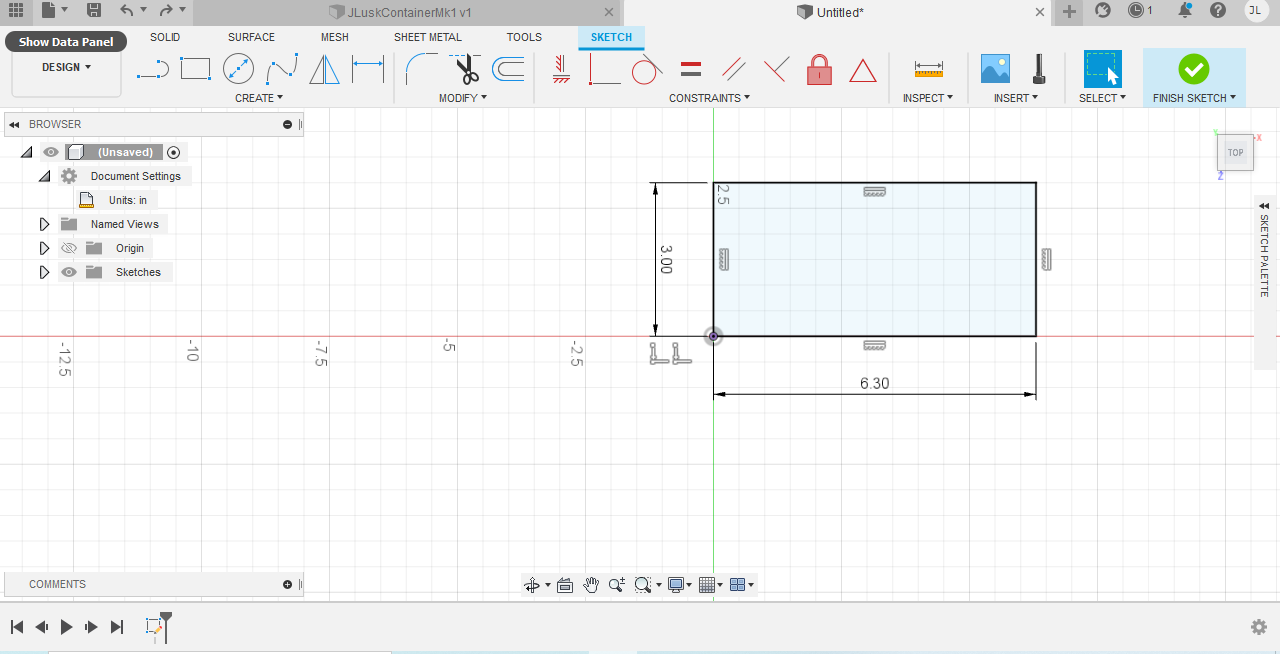 JLuskContainerMk1 v1
Untitled*
1
JL
Show Data Panel
SOLID
SURFACE
MESH
SHEET METAL
TOOLS
SKETCH
DESIGN
CREATE
MODIFY
CONSTRAINTS
INSPECT
INSERT
SELECT
FINISH SKETCH
BROWSER
(Unsaved)
Document Settings
Units: in
Named Views
Origin
Sketches
Y
X
TOP
Z
SKETCH PALETTE
2.5
3.00
-12.5
-10
-7.5
-5
-2.5
6.30
COMMENTS